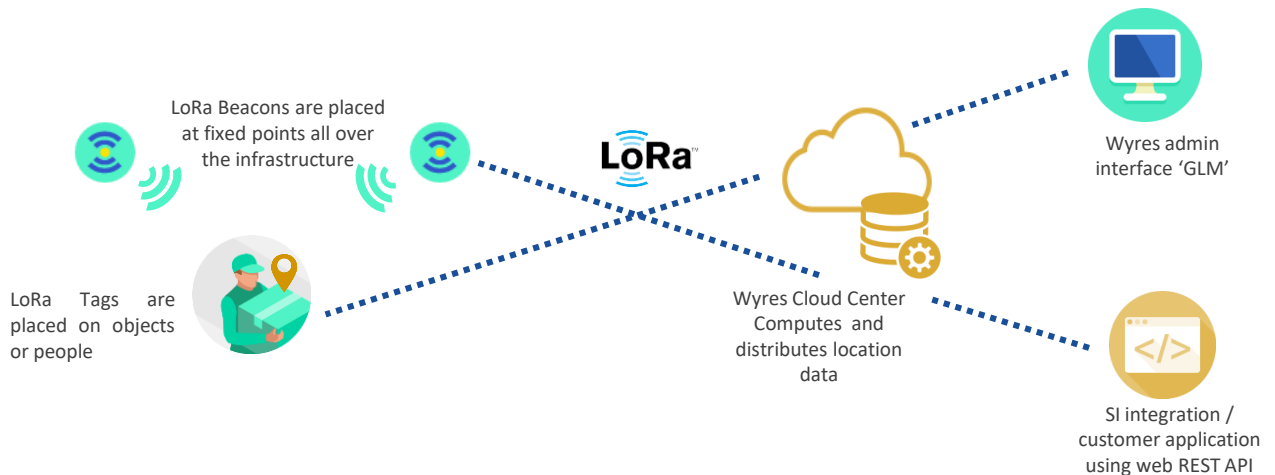 LoRa Beacons are placed
at fixed points all over
the infrastructure
LoRa Tags are
placed on objects
or people
LoRa™
Wyres Cloud Center
Computes and
distributes location
data
Wyres admin
interface ‘GLM’
</>
SI integration /
customer application
using web REST API